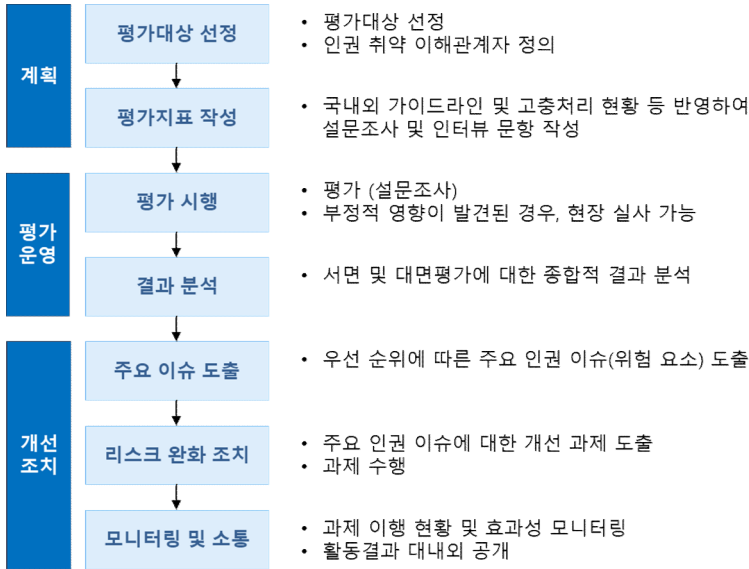 계획
평가대상 선정
• 평가대상 선정
• 인권 취약 이해관계자 정의
평가지표 작성
• 국내외 가이드라인 및 고충처리 현황 등 반영하여
설문조사 및 인터뷰 문항 작성
평가
운영
평가 시행
• 평가 (설문조사)
• 부정적 영향이 발견된 경우, 현장 실사 가능
결과 분석
• 서면 및 대면평가에 대한 종합적 결과 분석
개선
조치
주요 이슈 도출
• 우선 순위에 따른 주요 인권 이슈(위험 요소) 도출
리스크 완화 조치
• 주요 인권 이슈에 대한 개선 과제 도출
• 과제 수행
모니터링 및 소통
• 과제 이행 현황 및 효과성 모니터링
• 활동결과 대내외 공개